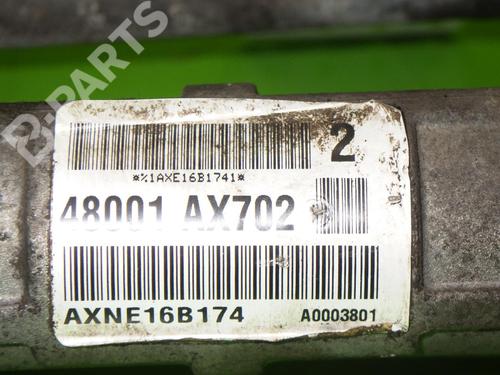 B-PARTS
2
*%1AXE16B1741*
48001 AX702
AXNE16B174 A0003801